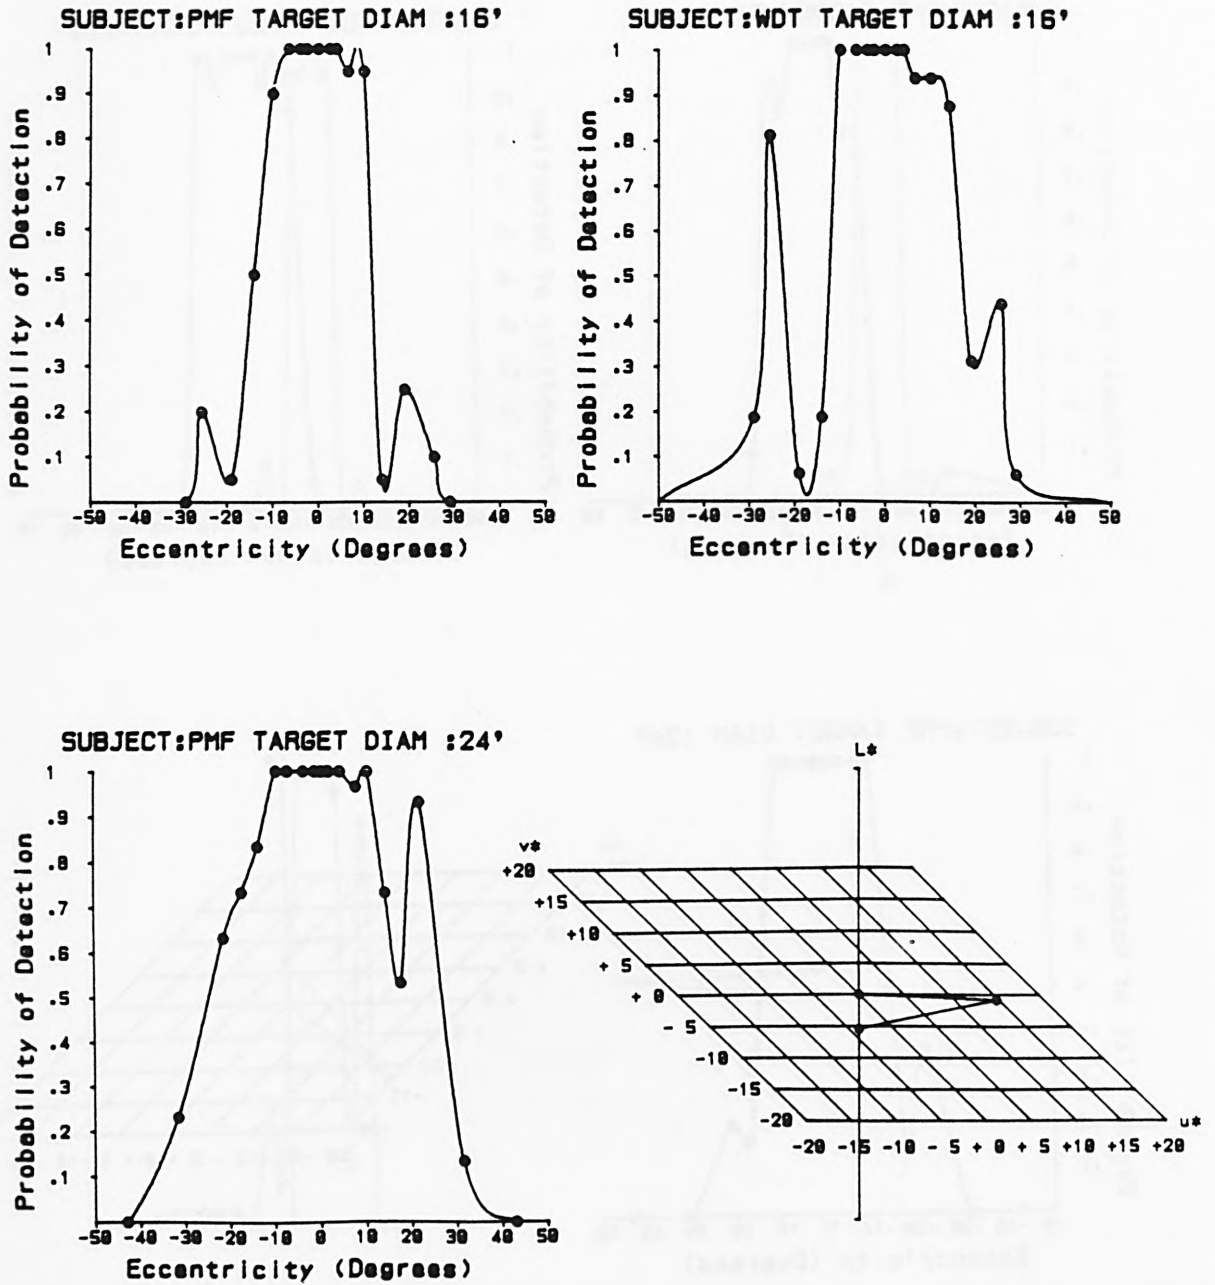 SUBJECT:PMF TARGET DIAM :16'
1
.9
.8
.7
.6
.5
.4
.3
.2
.1
Probability of Detection
-50 -40 -30 -20 -10 0 10 20 30 40 50
Eccentricity (Degrees)
SUBJECT:WDT TARGET DIAM :16'
1
.9
.8
.7
.6
.5
.4
.3
.2
.1
Probability of Detection
-50 -40 -30 -20 -10 0 10 20 30 40 50
Eccentricity (Degrees)
SUBJECT:PMF TARGET DIAM :24'
1
.9
.8
.7
.6
.5
.4
.3
.2
.1
Probability of Detection
-50 -40 -30 -20 -10 0 10 20 30 40 50
Eccentricity (Degrees)
L*
v*
+20
+15
+10
+ 5
+ 0
- 5
-10
-15
-20
u*
-20 -15 -10 - 5 + 0 + 5 +10 +15 +20